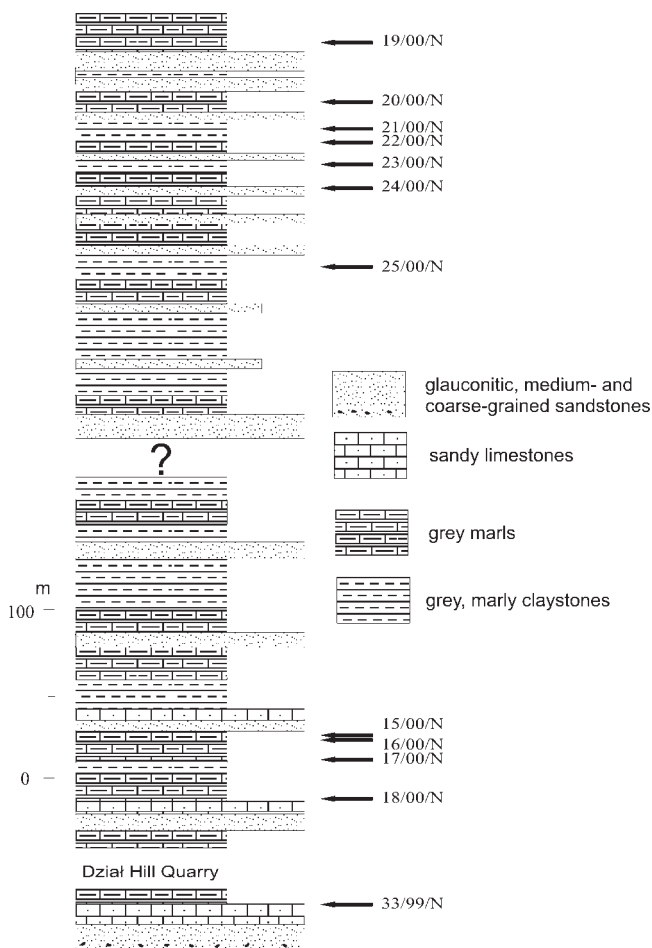 19/00/N
20/00/N
21/00/N
22/00/N
23/00/N
24/00/N
25/00/N
glauconitic, medium- and
coarse-grained sandstones
?
sandy limestones
grey marls
m
grey, marly claystones
100
15/00/N
16/00/N
17/00/N
0
18/00/N
Dział Hill Quarry
33/99/N